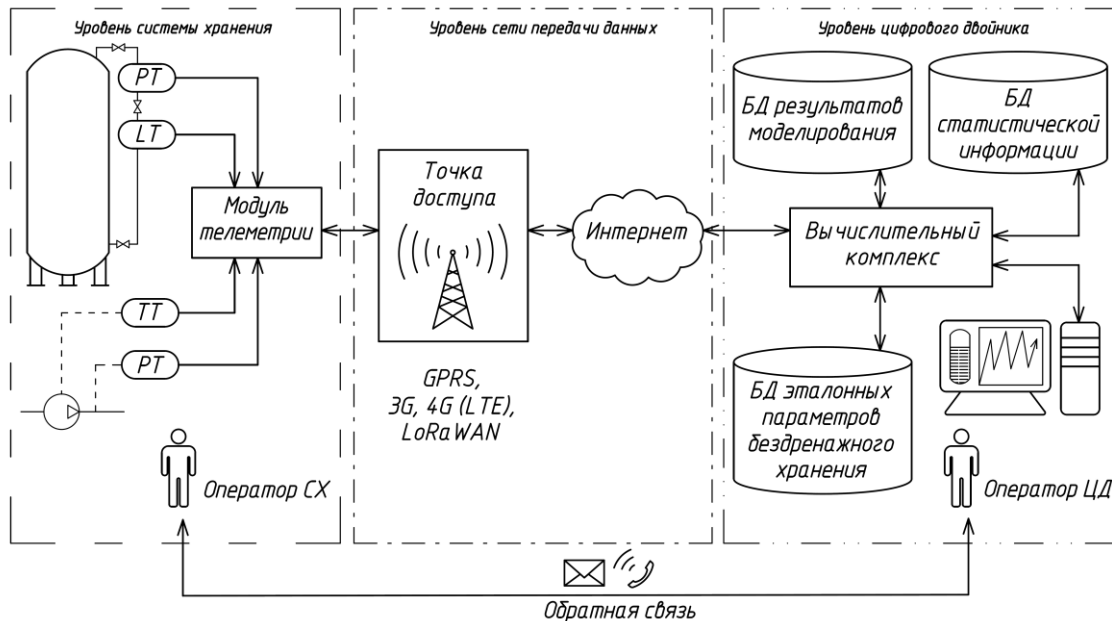 Уровень системы хранения
PT
LT
Модуль
телеметрии
TT
PT
Оператор СХ
Уровень сети передачи данных
Точка
доступа
GPRS,
3G, 4G (LTE),
LoRaWAN
Интернет
Уровень цифрового двойника
БД результатов
моделирования
БД
статистической
информации
Вычислительный
комплекс
БД эталонных
параметров
бездренажного
хранения
Оператор ЦД
Обратная связь